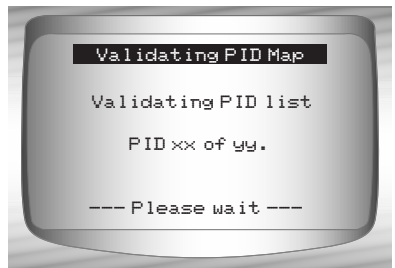 Validating PID Map
Validating PID list
PID xx of yy.
--- Please wait ---